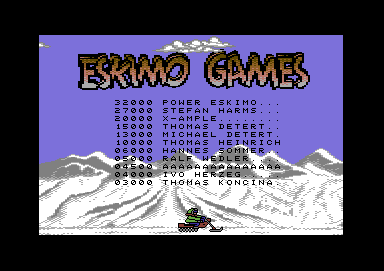 ESKIMO GAMES
32000 POWER ESKIMO...
27000 STEFAN HARMS...
20000 X-AMPLE........
15000 THOMAS DETERT..
13000 MICHAEL DETERT.
10000 THOMAS HEINRICH
06000 HANNES SOMMER..
05000 RALF WEDLER....
04500 AAAAAAAAAAAAAAA
04000 IVO HERZEG.....
03000 THOMAS KONCINA.